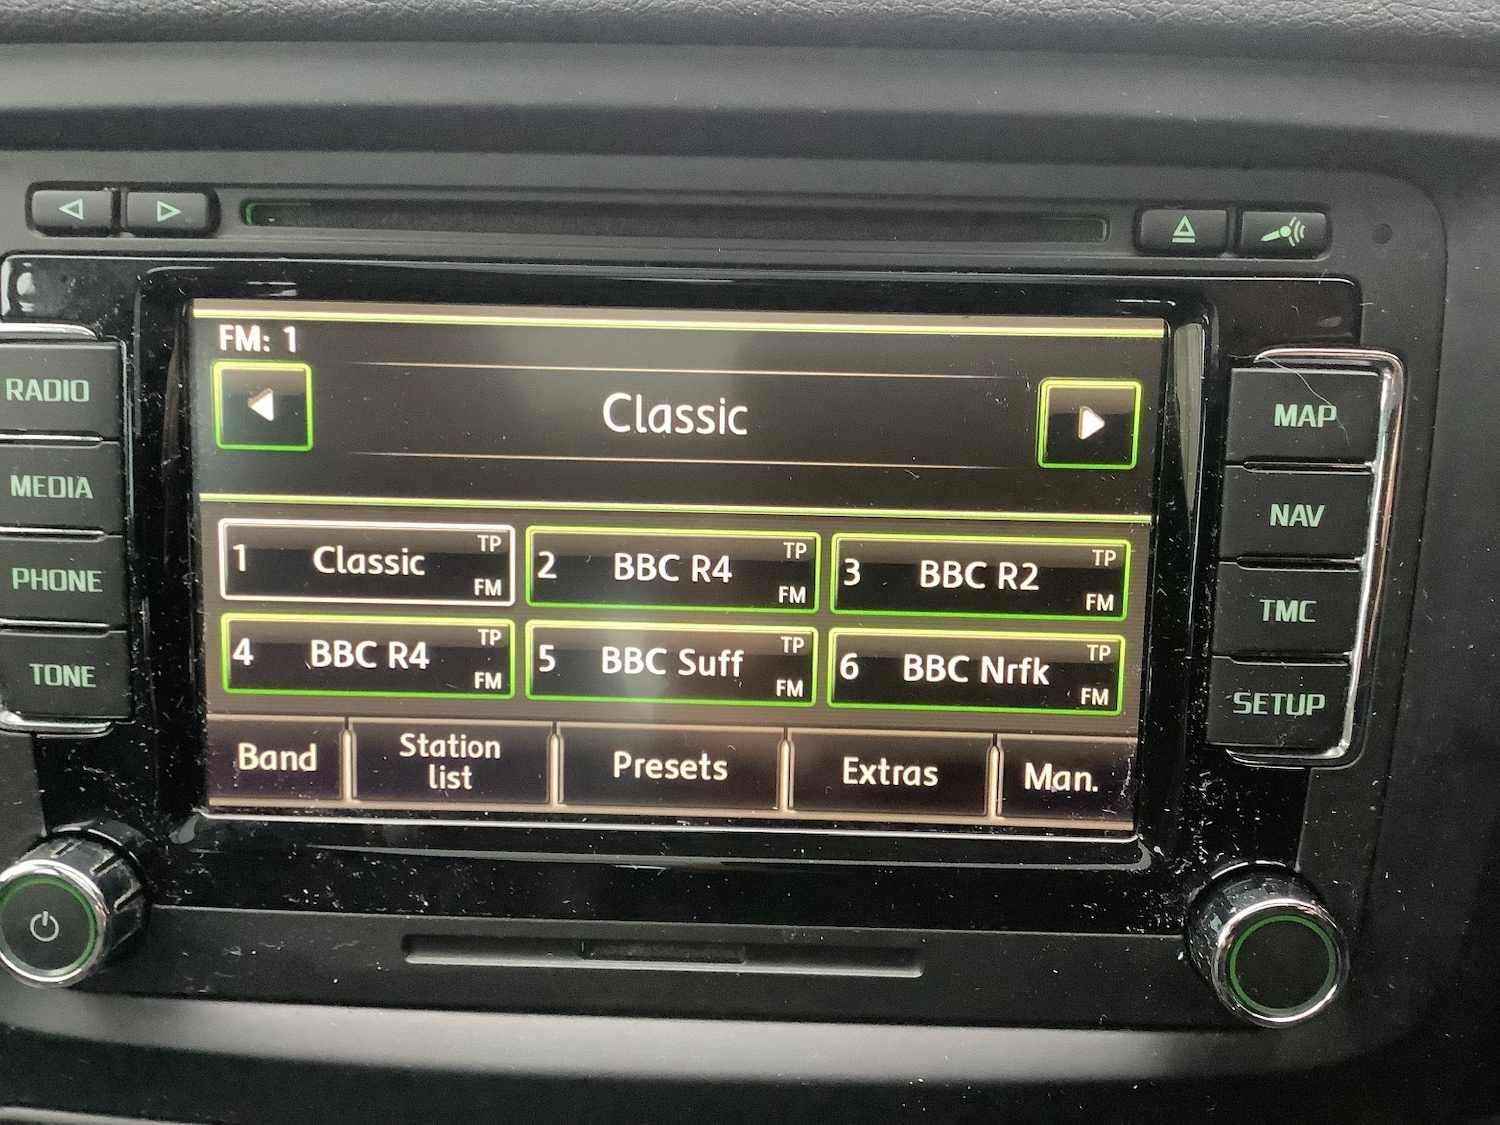 FM: 1
Classic
1 Classic TP FM
2 BBC R4 TP FM
3 BBC R2 TP FM
4 BBC R4 TP FM
5 BBC Suff TP FM
6 BBC Nrfk TP FM
Band
Station
list
Presets
Extras
Man.
RADIO
MEDIA
PHONE
TONE
MAP
NAV
TMC
SETUP